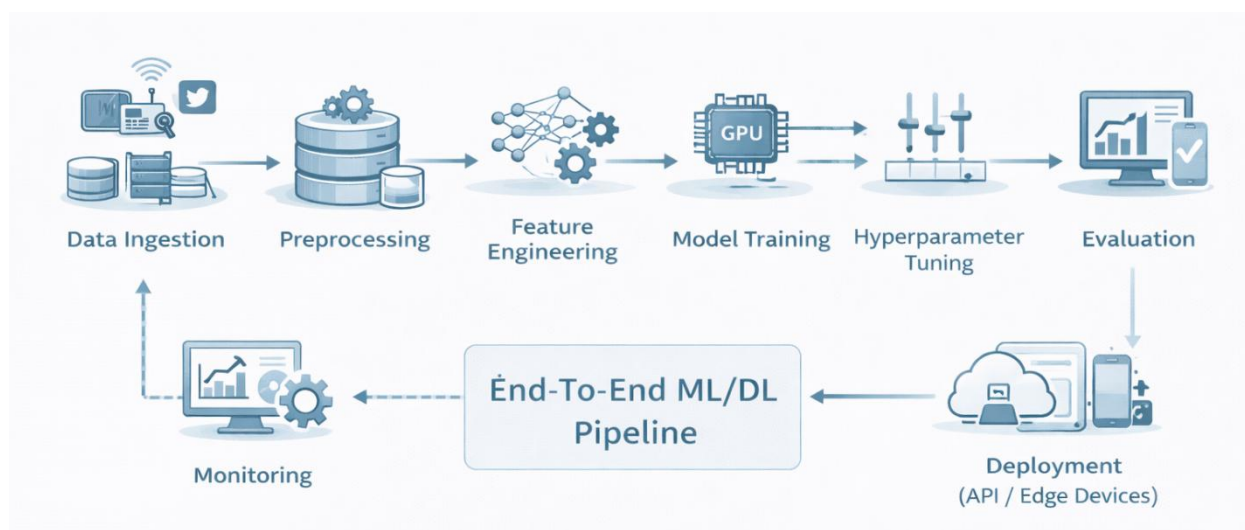 GPU
Data Ingestion
Preprocessing
Feature
Engineering
Model Training
Hyperparameter
Tuning
Evaluation
Monitoring
End-To-End ML/DL
Pipeline
Deployment
(API / Edge Devices)